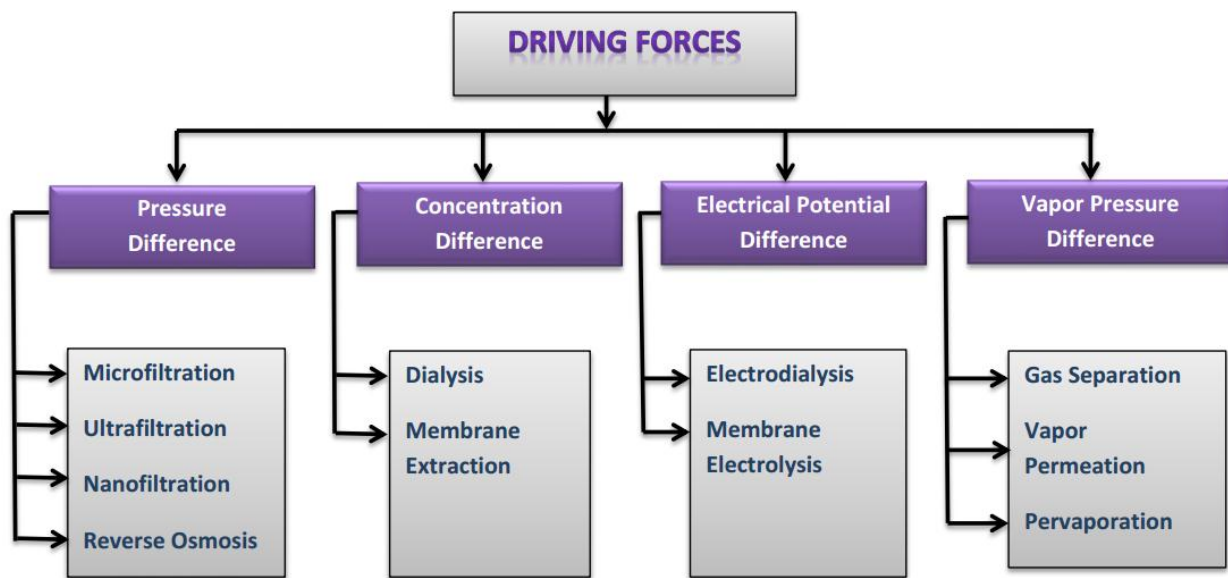 DRIVING FORCES
Pressure
Difference
Concentration
Difference
Electrical Potential
Difference
Vapor Pressure
Difference
Microfiltration
Ultrafiltration
Nanofiltration
Reverse Osmosis
Dialysis
Membrane
Extraction
Electrodialysis
Membrane
Electrolysis
Gas Separation
Vapor
Permeation
Pervaporation